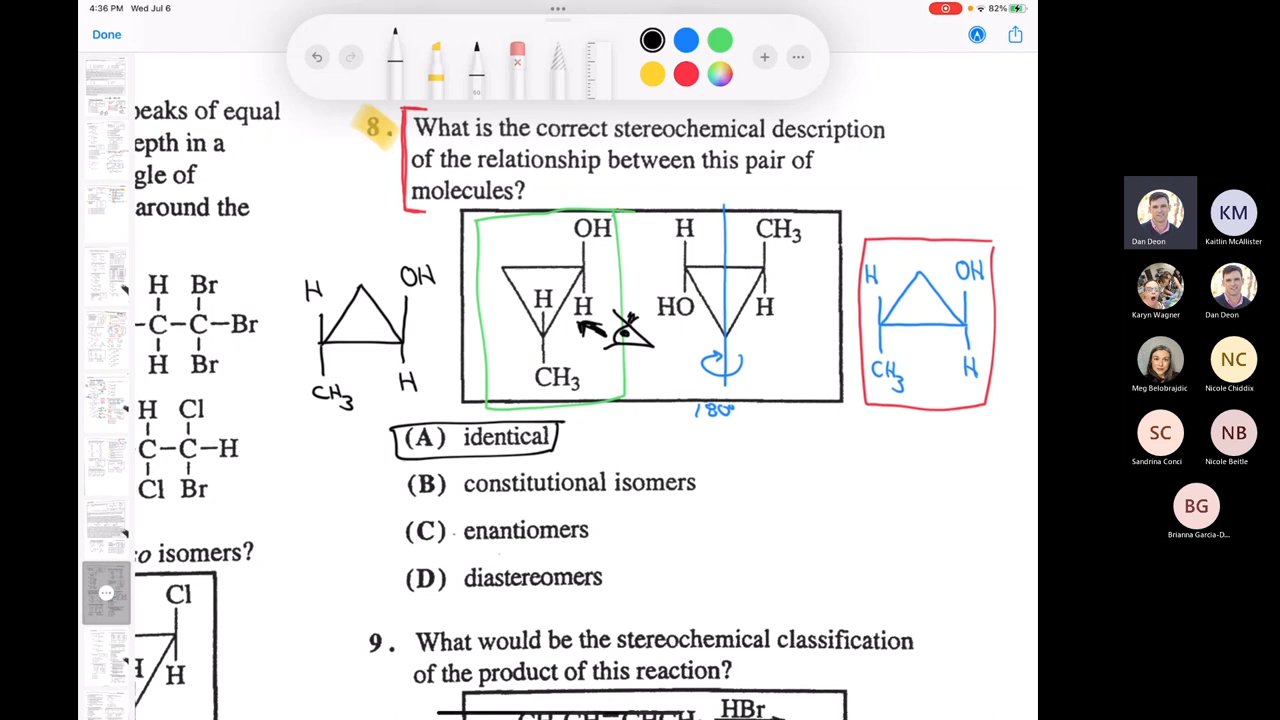 4:36 PM Wed Jul 6
82%
Done
peaks of equal
epth in a
gle of
around the
H Br
-C-C-Br
H Br
H Cl
C-C-H
Cl Br
o isomers?
Cl
H
8. What is the correct stereochemical description
of the relationship between this pair of
molecules?
OH H CH3
H H HO H
CH3
180°
H OH
CH3 H
H OH
CH3 H
(A) identical
(B) constitutional isomers
(C) enantiomers
(D) diastereomers
9. What would be the stereochemical classification
of the product of this reaction?
HBr
Dan Deon
KM
Kaitlin McAllister
Karyn Wagner
Dan Deon
Meg Belobrajdic
NC
Nicole Chiddix
SC
Sandrina Conci
NB
Nicole Beitle
BG
Brianna Garcia-D...